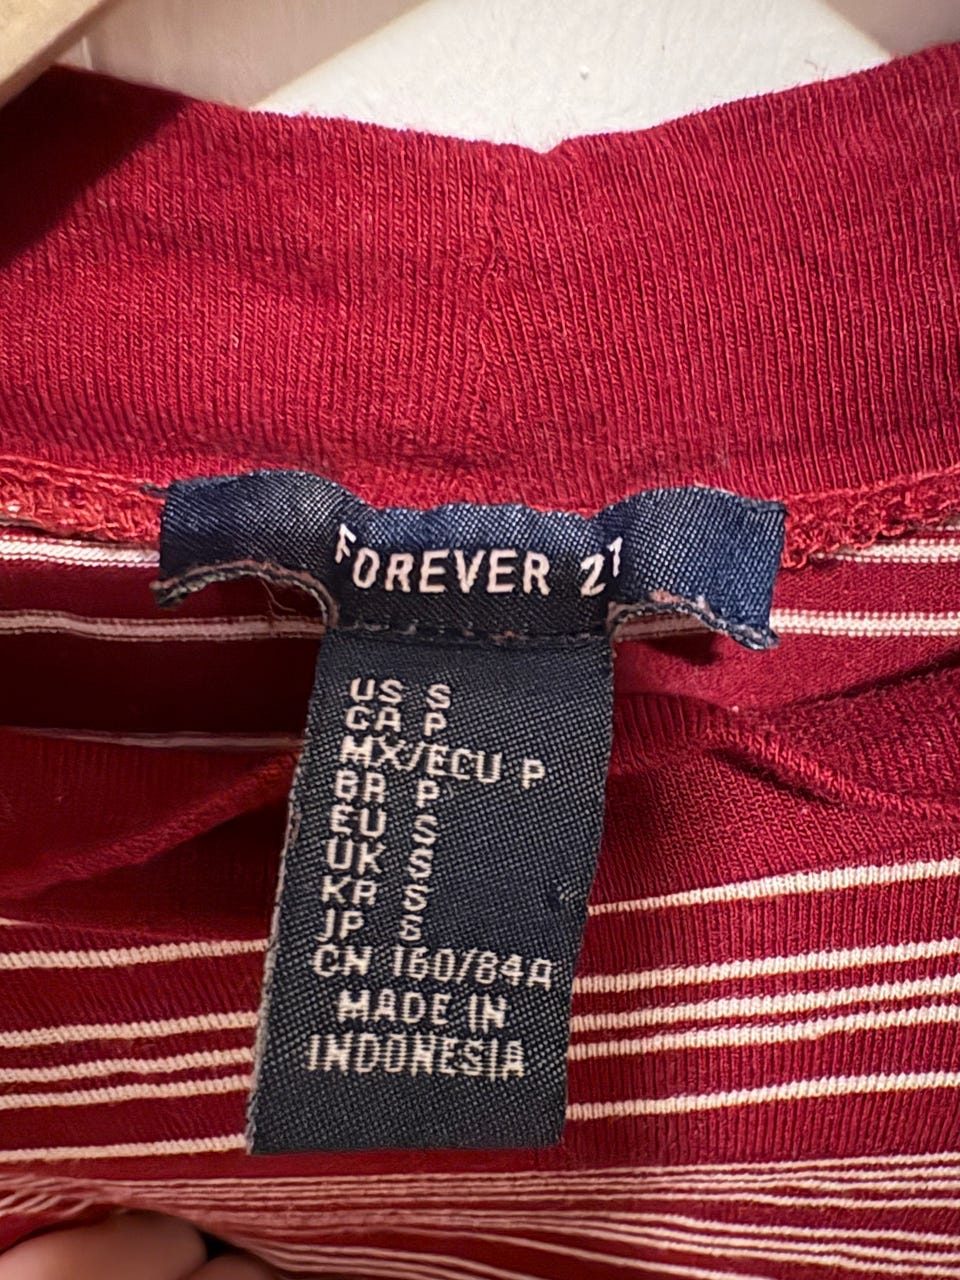 FOREVER 21
US S
CA P
MX/ECU P
BR P
EU S
UK S
KR S
JP S
CN 160/84A
MADE IN
INDONESIA